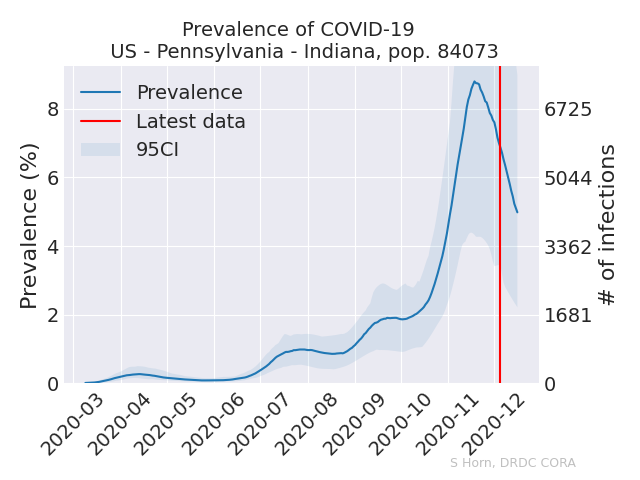 Prevalence of COVID-19
US - Pennsylvania - Indiana, pop. 84073
Prevalence
Latest data
95CI
Prevalence (%)
8
6
4
2
0
6725
5044
3362
1681
0
# of infections
2020-03
2020-04
2020-05
2020-06
2020-07
2020-08
2020-09
2020-10
2020-11
2020-12
S Horn, DRDC CORA